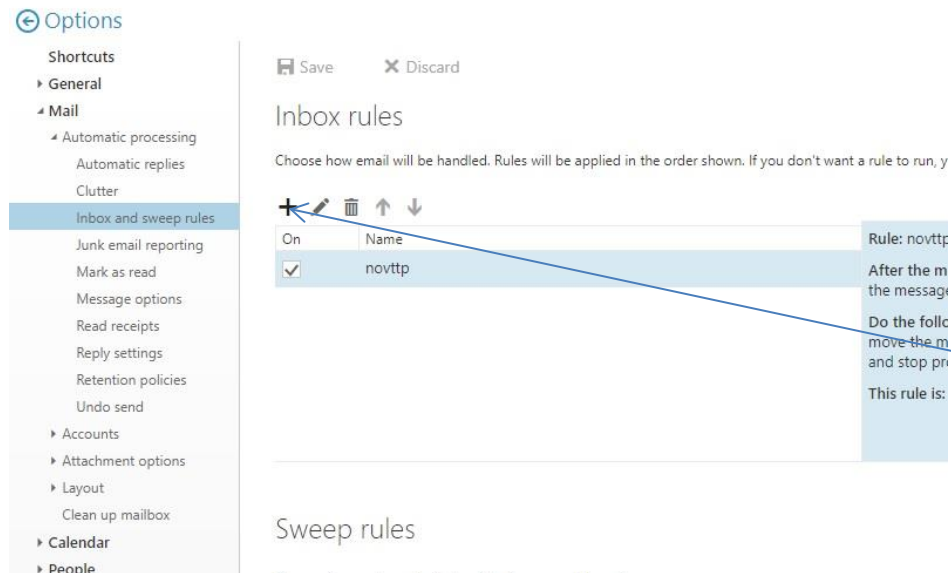 Options
Shortcuts
General
Mail
Automatic processing
Automatic replies
Clutter
Inbox and sweep rules
Junk email reporting
Mark as read
Message options
Read receipts
Reply settings
Retention policies
Undo send
Accounts
Attachment options
Layout
Clean up mailbox
Calendar
People
Save Discard
Inbox rules
Choose how email will be handled. Rules will be applied in the order shown. If you don't want a rule to run, y
On Name
novttp
Rule: novttp
After the m
the message
Do the follo
move the m
and stop pr
This rule is:
Sweep rules